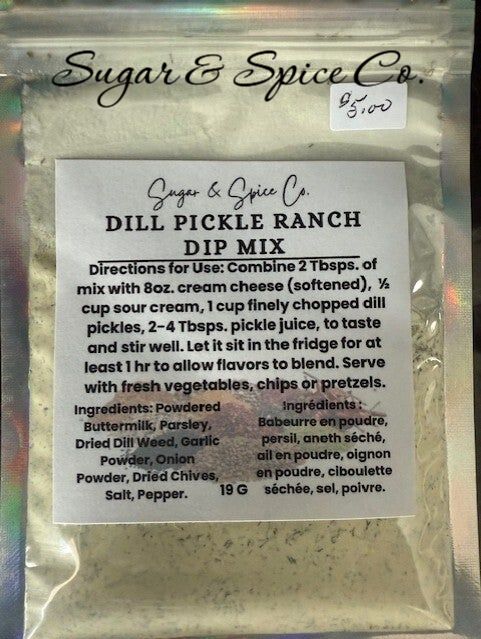 Sugar & Spice Co.
$5.00
Sugar & Spice Co.
DILL PICKLE RANCH
DIP MIX
Directions for Use: Combine 2 Tbsps. of
mix with 8oz. cream cheese (softened), ½
cup sour cream, 1 cup finely chopped dill
pickles, 2-4 Tbsps. pickle juice, to taste
and stir well. Let it sit in the fridge for at
least 1 hr to allow flavors to blend. Serve
with fresh vegetables, chips or pretzels.
Ingredients: Powdered
Buttermilk, Parsley,
Dried Dill Weed, Garlic
Powder, Onion
Powder, Dried Chives,
Salt, Pepper.
19 G
Ingrédients :
Babeurre en poudre,
persil, aneth séché,
ail en poudre, oignon
en poudre, ciboulette
séchée, sel, poivre.